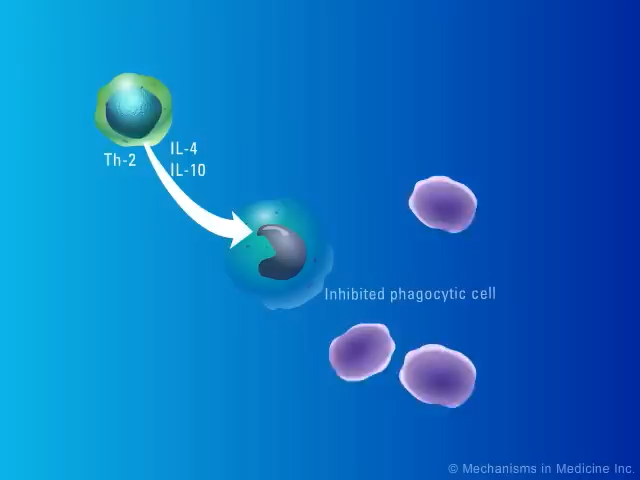 IL-4
Th-2
IL-10
Inhibited phagocytic cell
© Mechanisms in Medicine Inc.